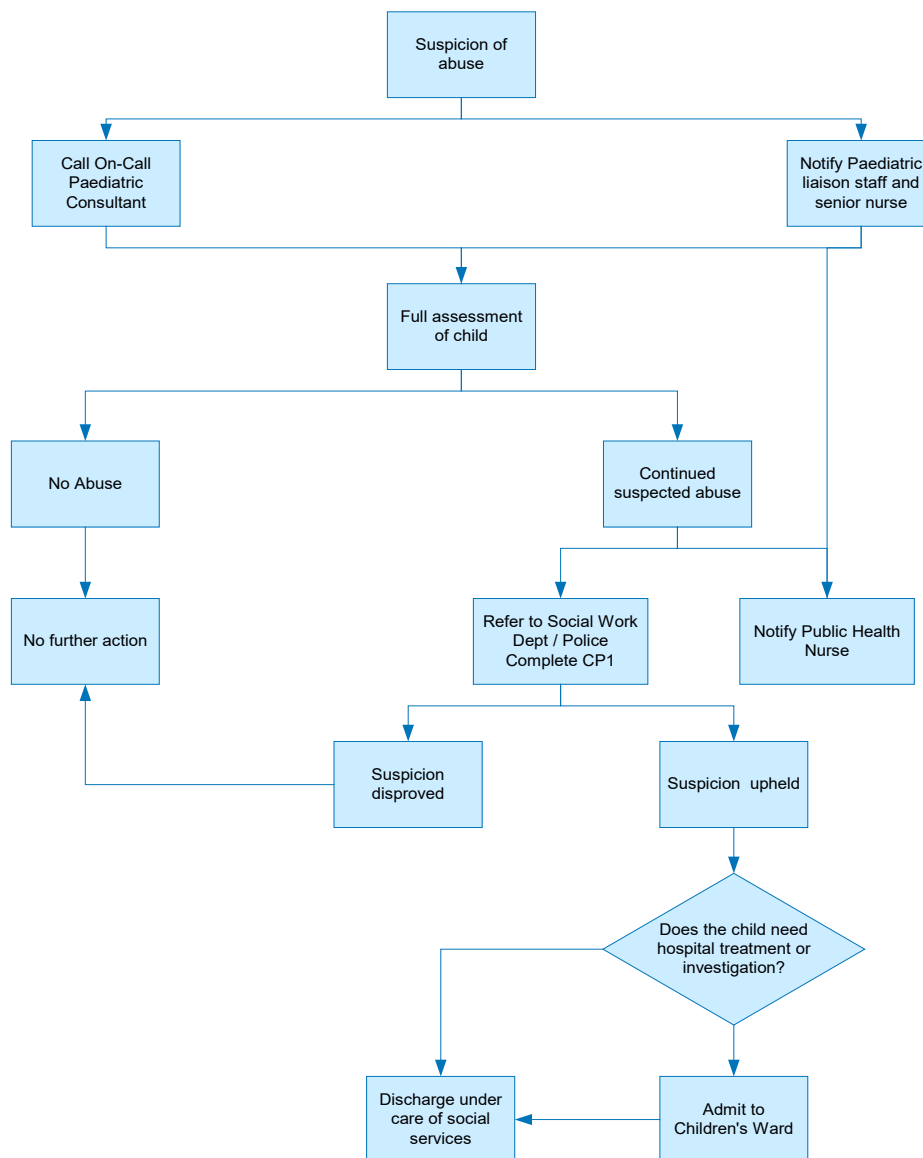 Suspicion of
abuse
Call On-Call
Paediatric
Consultant
Notify Paediatric
liaison staff and
senior nurse
Full assessment
of child
No Abuse
Continued
suspected abuse
No further action
Refer to Social Work
Dept / Police
Complete CP1
Notify Public Health
Nurse
Suspicion
disproved
Suspicion upheld
Does the child need
hospital treatment or
investigation?
Discharge under
care of social
services
Admit to
Children's Ward